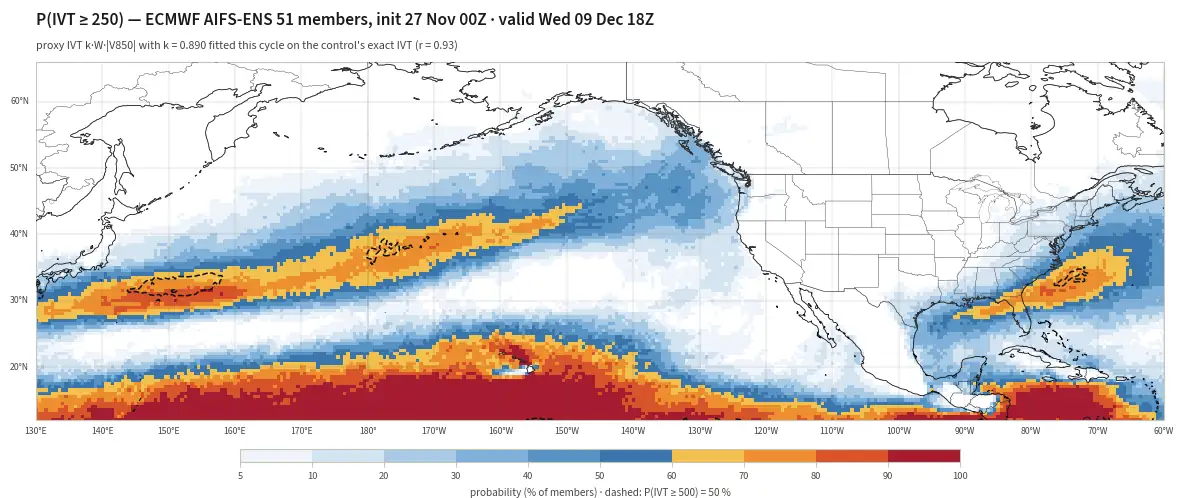 P(IVT ≥ 250) — ECMWF AIFS-ENS 51 members, init 27 Nov 00Z · valid Wed 09 Dec 18Z
proxy IVT k·W·|V850| with k = 0.890 fitted this cycle on the control's exact IVT (r = 0.93)
60°N
50°N
40°N
30°N
20°N
130°E 140°E 150°E 160°E 170°E 180° 170°W 160°W 150°W 140°W 130°W 120°W 110°W 100°W 90°W 80°W 70°W 60°W
5 10 20 30 40 50 60 70 80 90 100
probability (% of members) · dashed: P(IVT ≥ 500) = 50 %